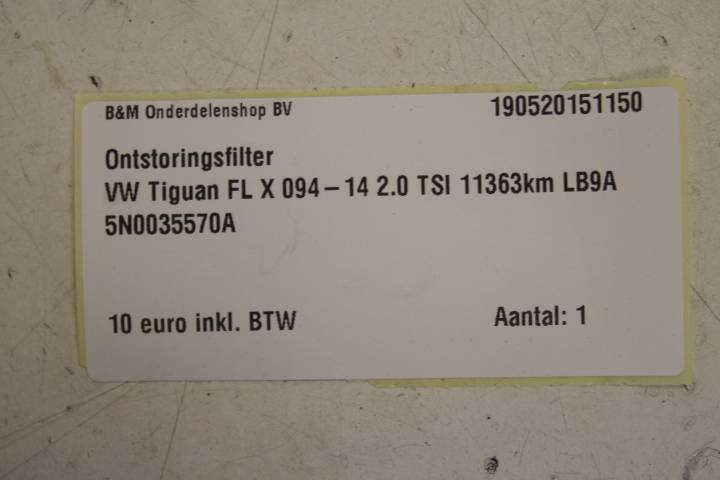 B&M Onderdelenshop BV 190520151150
Ontstoringsfilter
VW Tiguan FL X 094-14 2.0 TSI 11363km LB9A
5N0035570A
10 euro inkl. BTW Aantal: 1